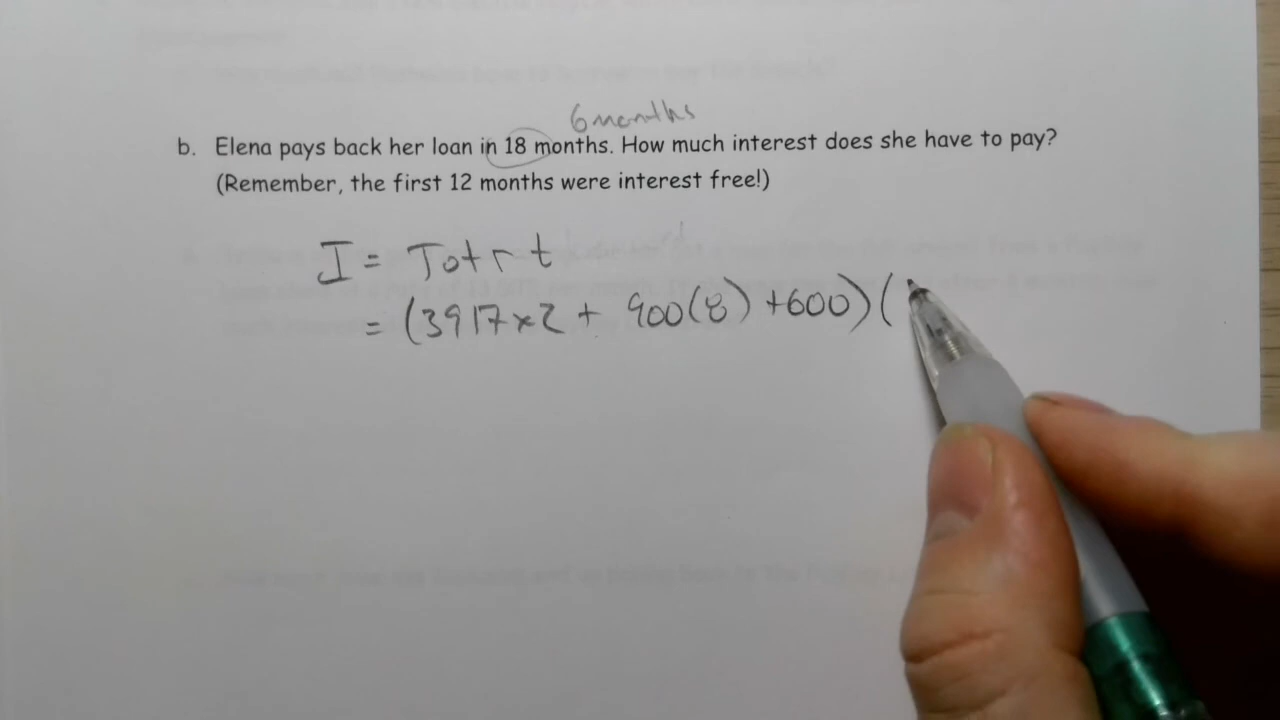 6 months
b. Elena pays back her loan in 18 months. How much interest does she have to pay?
(Remember, the first 12 months were interest free!)
I = Tot r t
= (3917 × 2 + 900(8) + 600) (